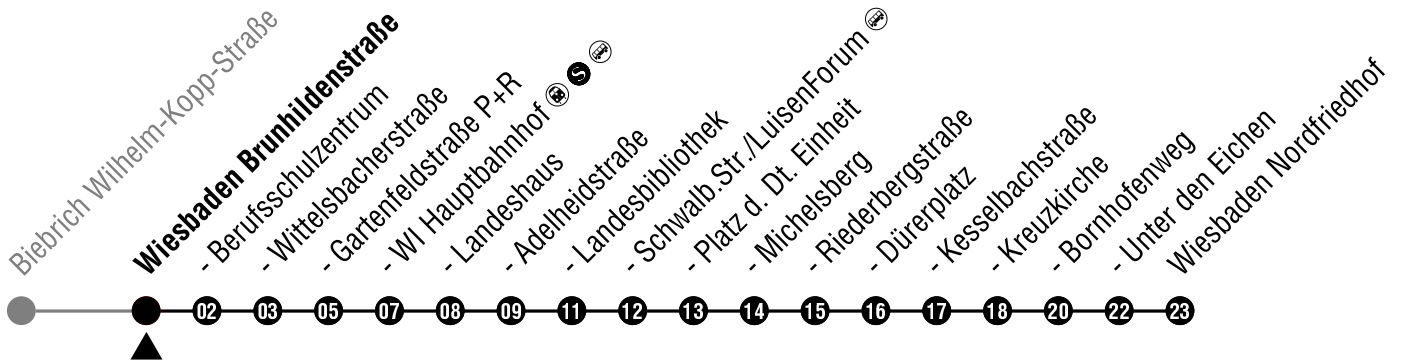 Biebrich Wilhelm-Kopp-Straße
Wiesbaden Brunhildenstraße
- Berufsschulzentrum
- Wittelsbacherstraße
- Gartenfeldstraße P+R
- WI Hauptbahnhof S
- Landeshaus
- Adelheidstraße
- Landesbibliothek
- Schwalb.Str./LuisenForum
- Platz d. Dt. Einheit
- Michelsberg
- Riederbergstraße
- Dürerplatz
- Kesselbachstraße
- Kreuzkirche
- Bornhofenweg
- Unter den Eichen
Wiesbaden Nordfriedhof
02 03 05 07 08 09 11 12 13 14 15 16 17 18 20 22 23